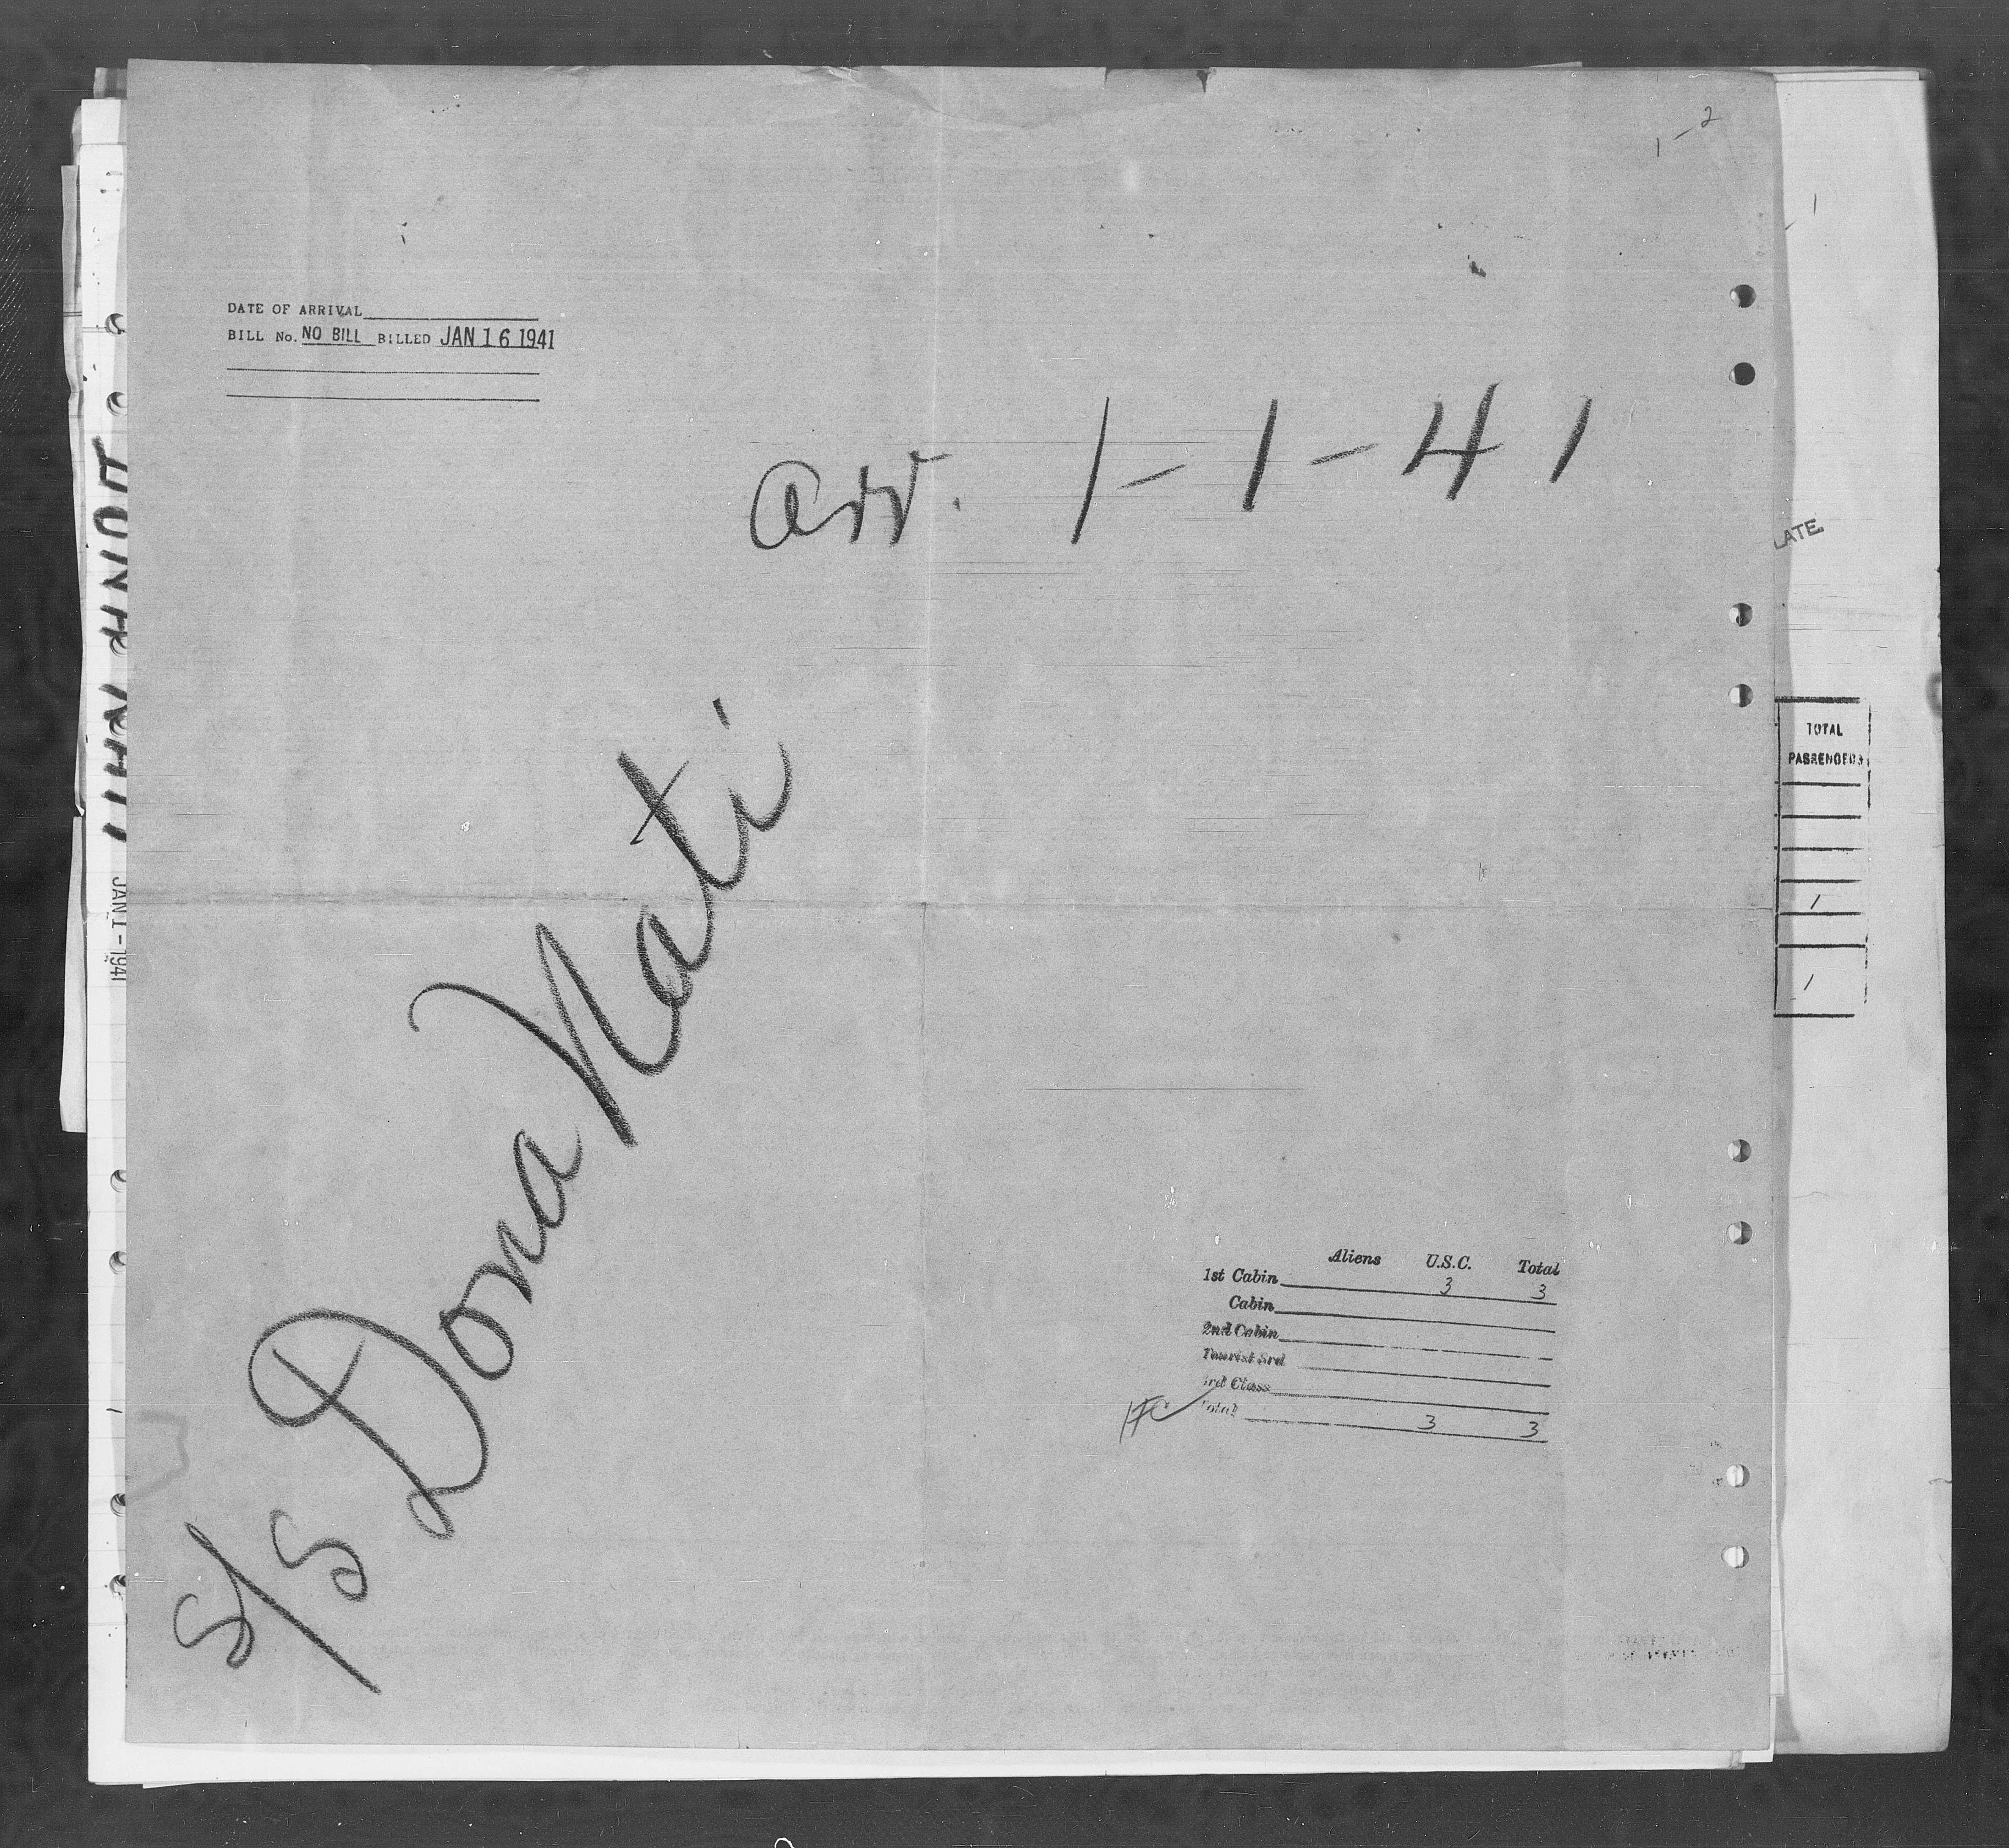 1-2
DATE OF ARRIVAL
BILL No. NO BILL BILLED JAN 16 1941
arr. 1-1-41
LATE
TOTAL
PASSENGERS
S/S Dona Nati
JAN 1-1941
Aliens U.S.C. Total
1st Cabin 3 3
Cabin
2nd Cabin
Tourist 3rd
3rd Class
Total 3 3